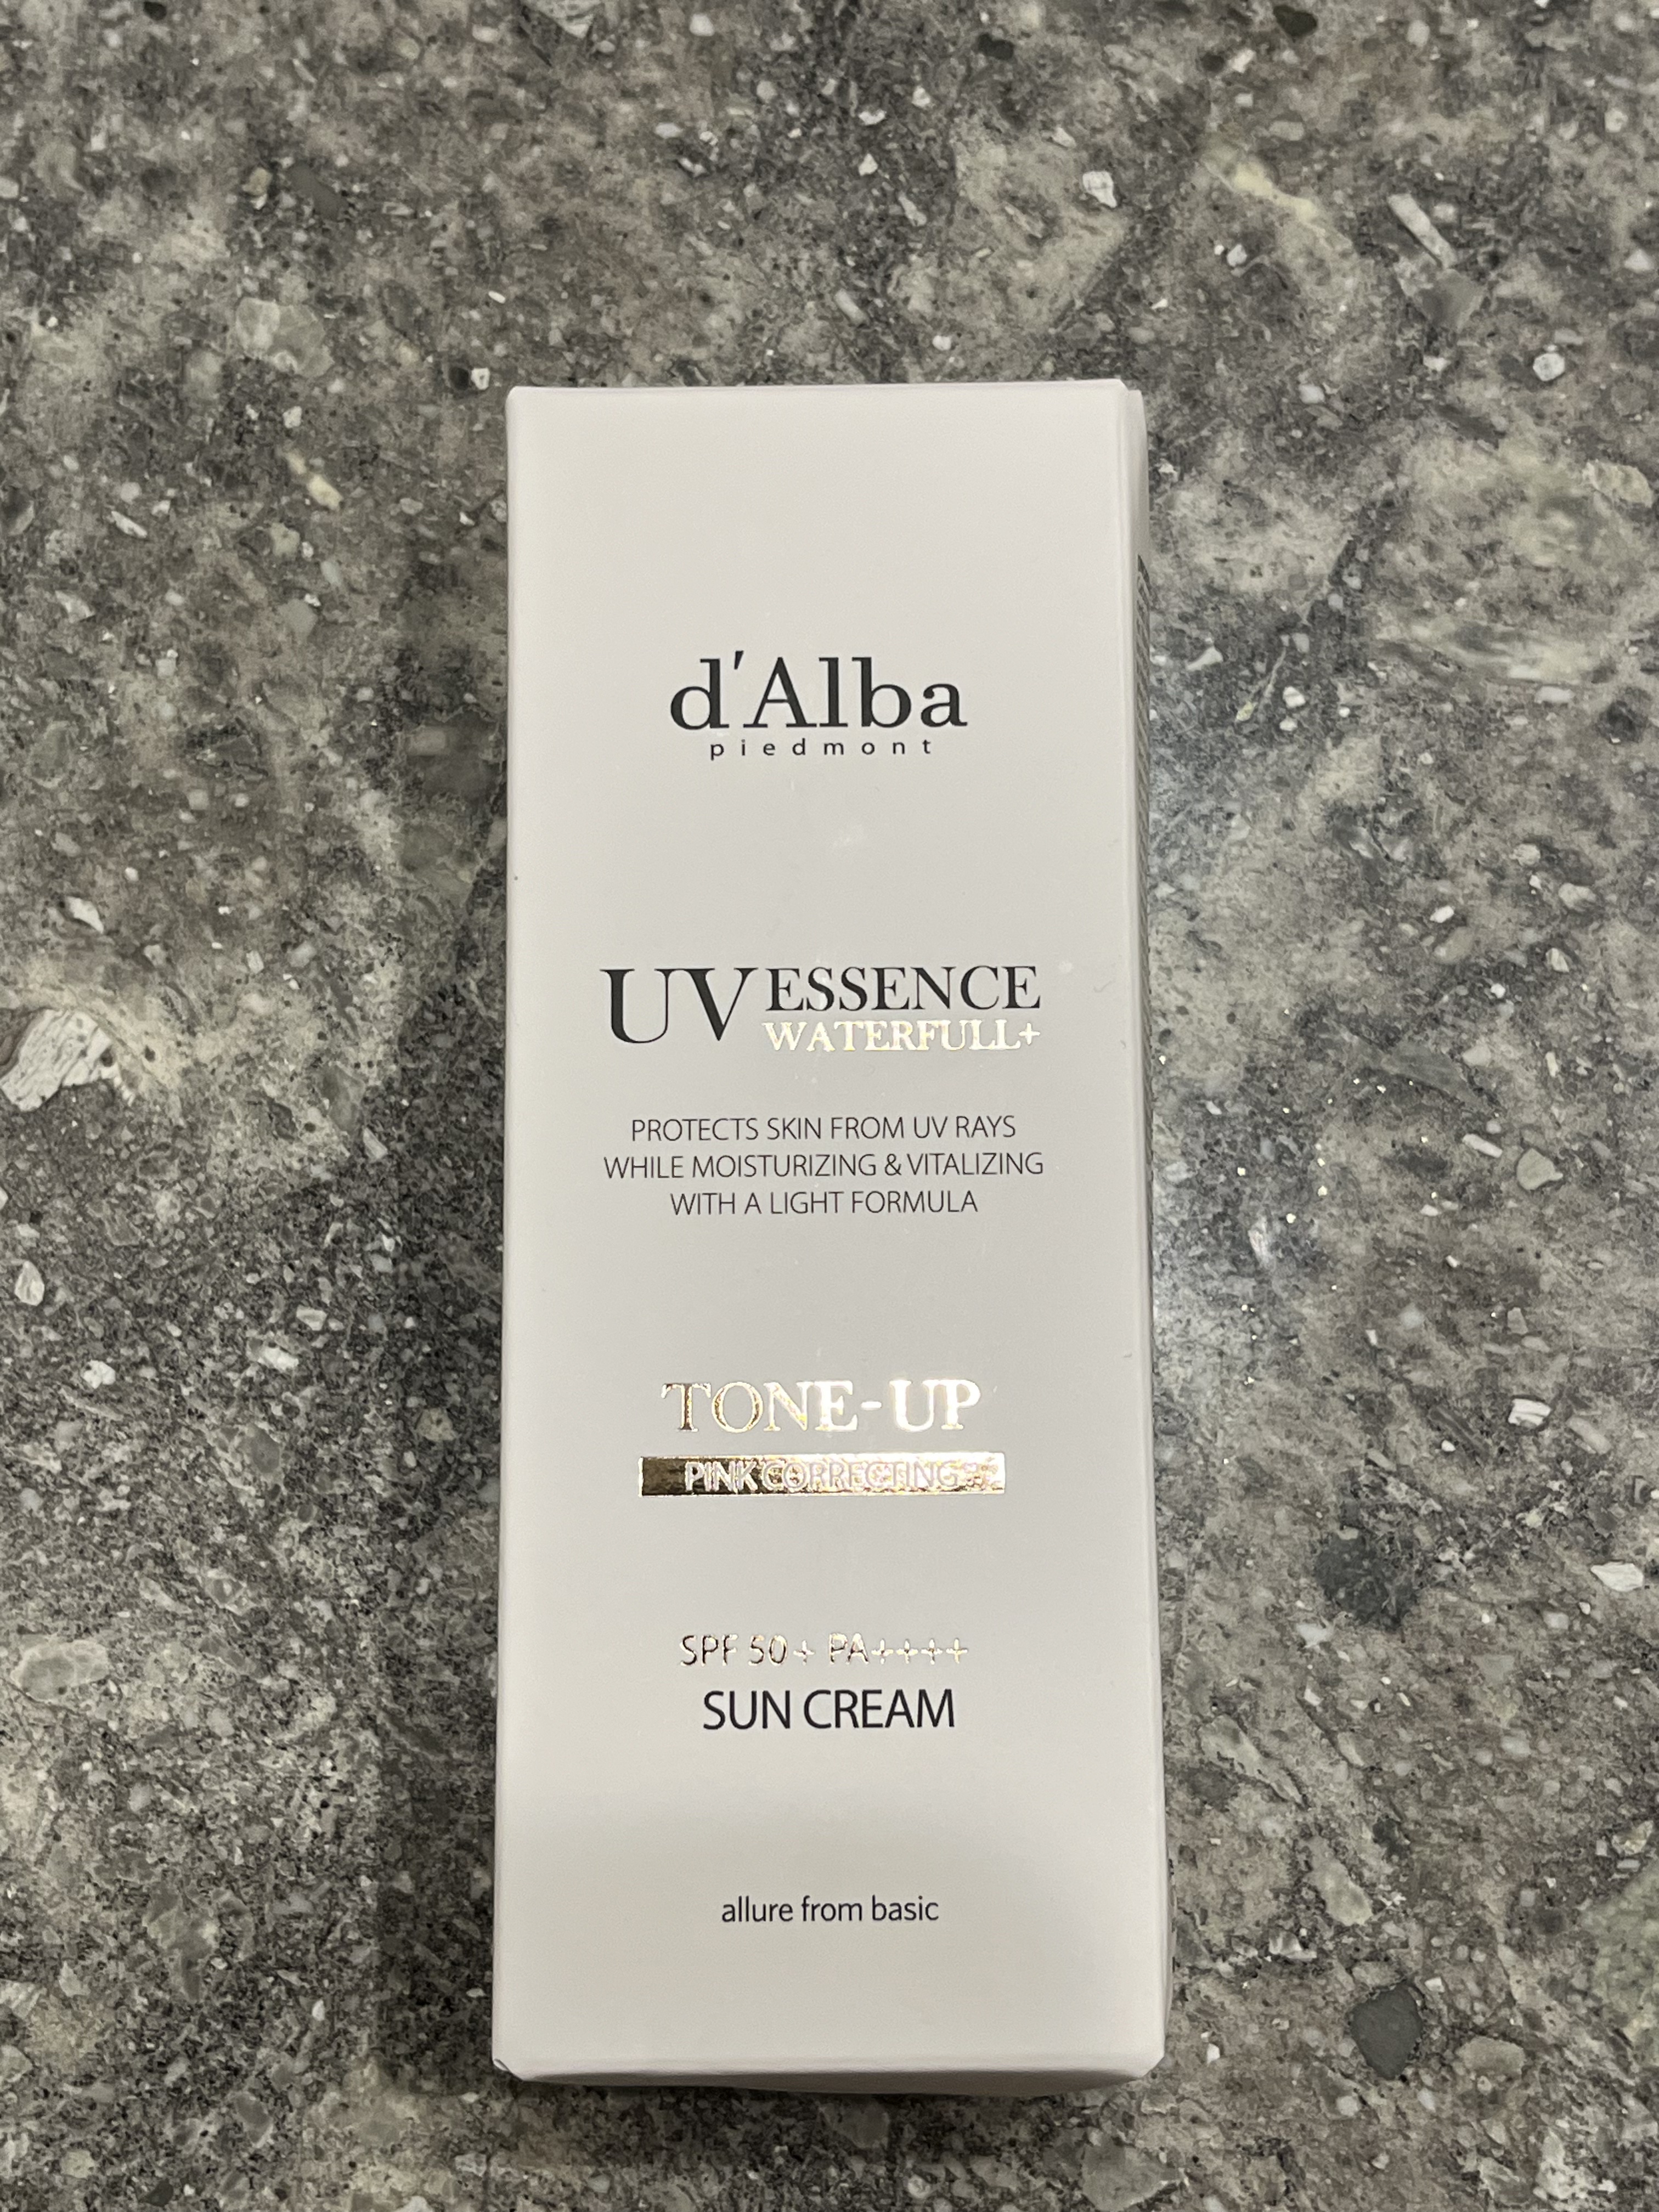 d'Alba
piedmont
UV ESSENCE
WATERFULL+
PROTECTS SKIN FROM UV RAYS
WHILE MOISTURIZING & VITALIZING
WITH A LIGHT FORMULA
TONE-UP
PINK CORRECTING
SPF 50+ PA++++
SUN CREAM
allure from basic